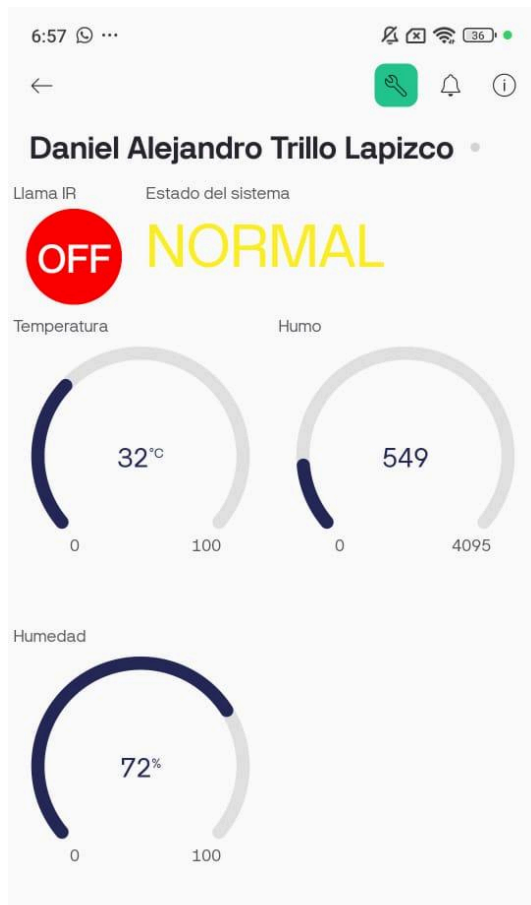 6:57 ... 36
Daniel Alejandro Trillo Lapizco
Llama IR Estado del sistema
OFF NORMAL
Temperatura Humo
32°C 549
0 100 0 4095
Humedad
72%
0 100